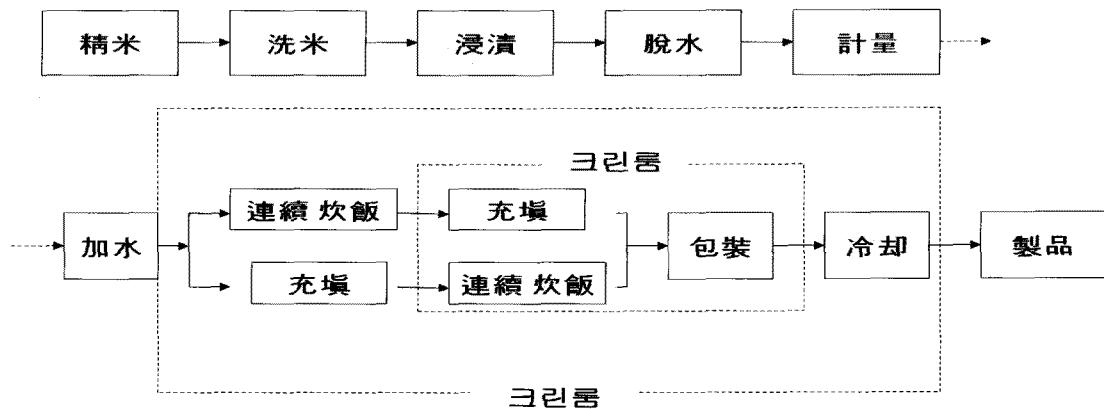 精米 洗米 浸漬 脫水 計量
크린룸
連續 炊飯 充塡
加水 包裝 冷却 製品
充塡 連續 炊飯
크린룸